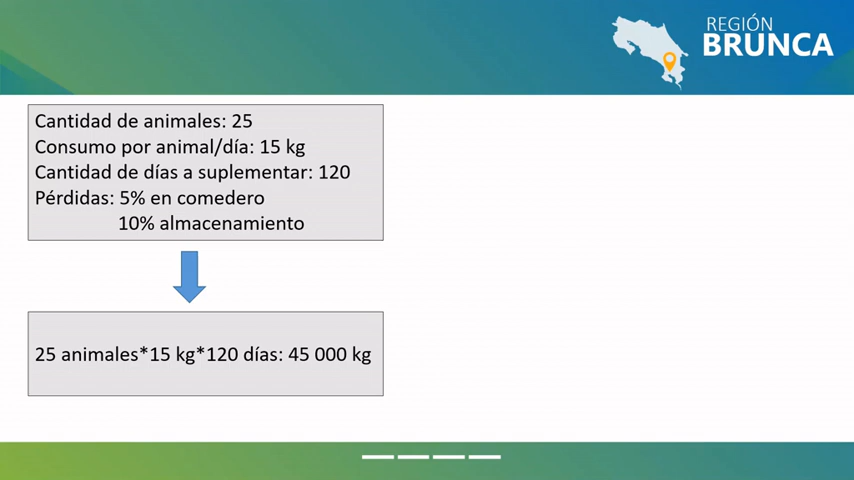 REGIÓN
BRUNCA
Cantidad de animales: 25
Consumo por animal/día: 15 kg
Cantidad de días a suplementar: 120
Pérdidas: 5% en comedero
10% almacenamiento
25 animales*15 kg*120 días: 45 000 kg